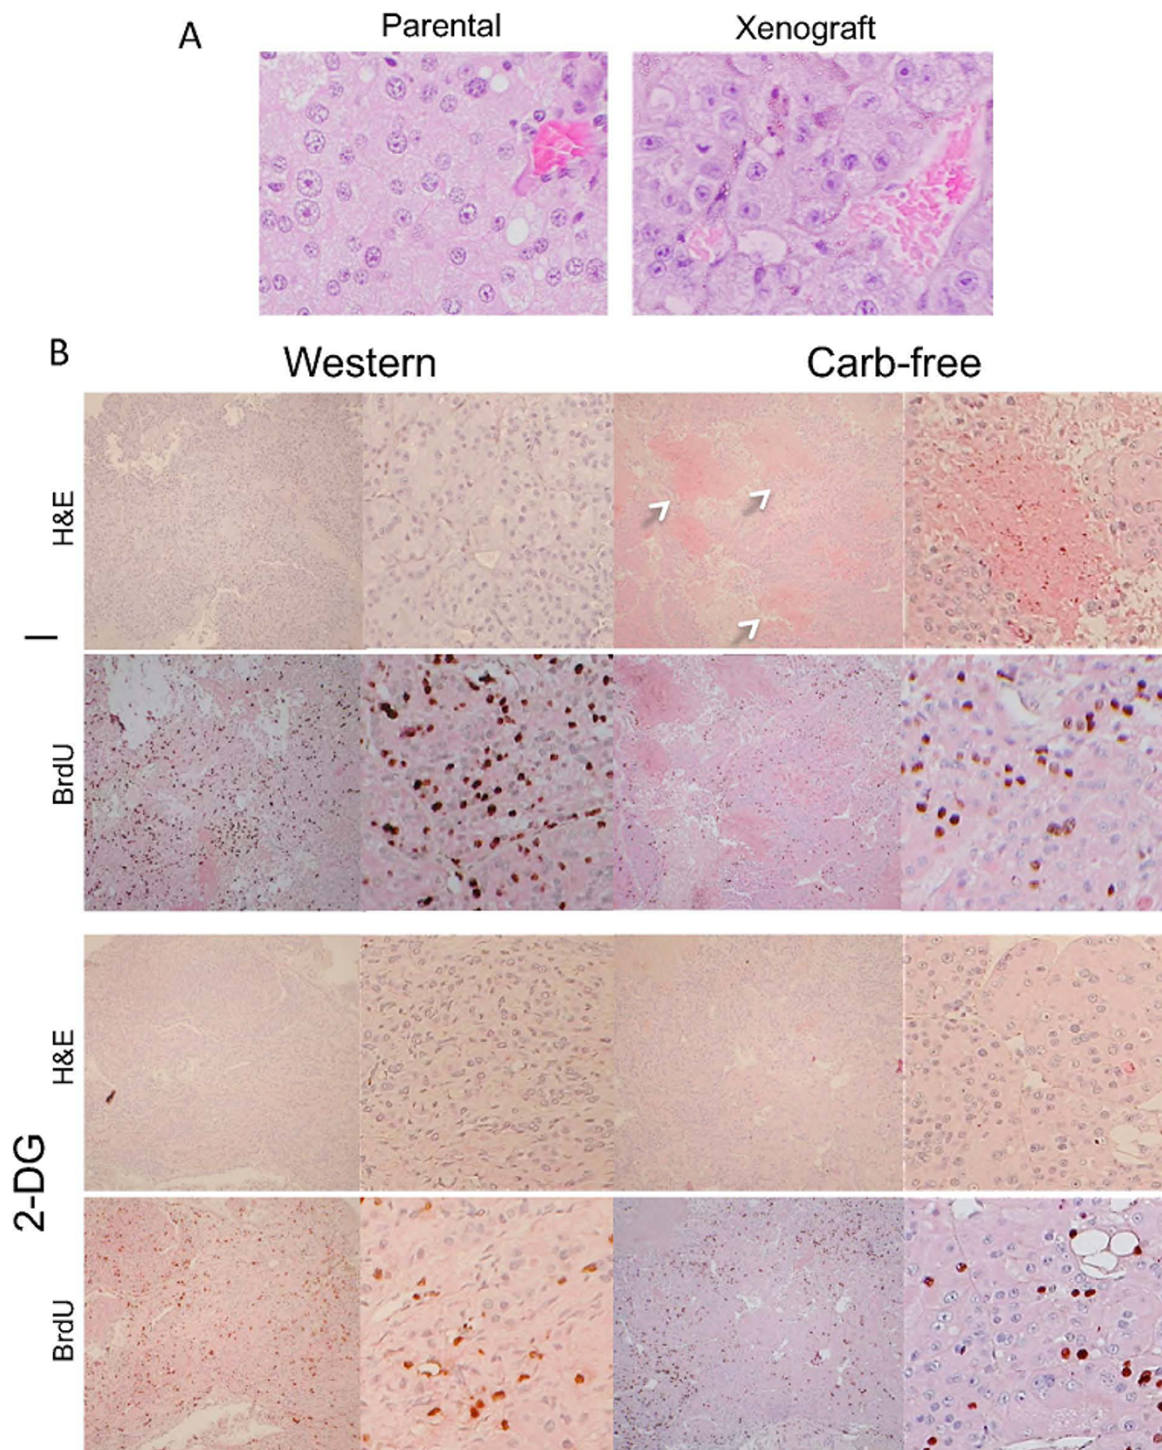 A
Parental
Xenograft
B
Western
Carb-free
H&E
BrdU
I
H&E
BrdU
2-DG